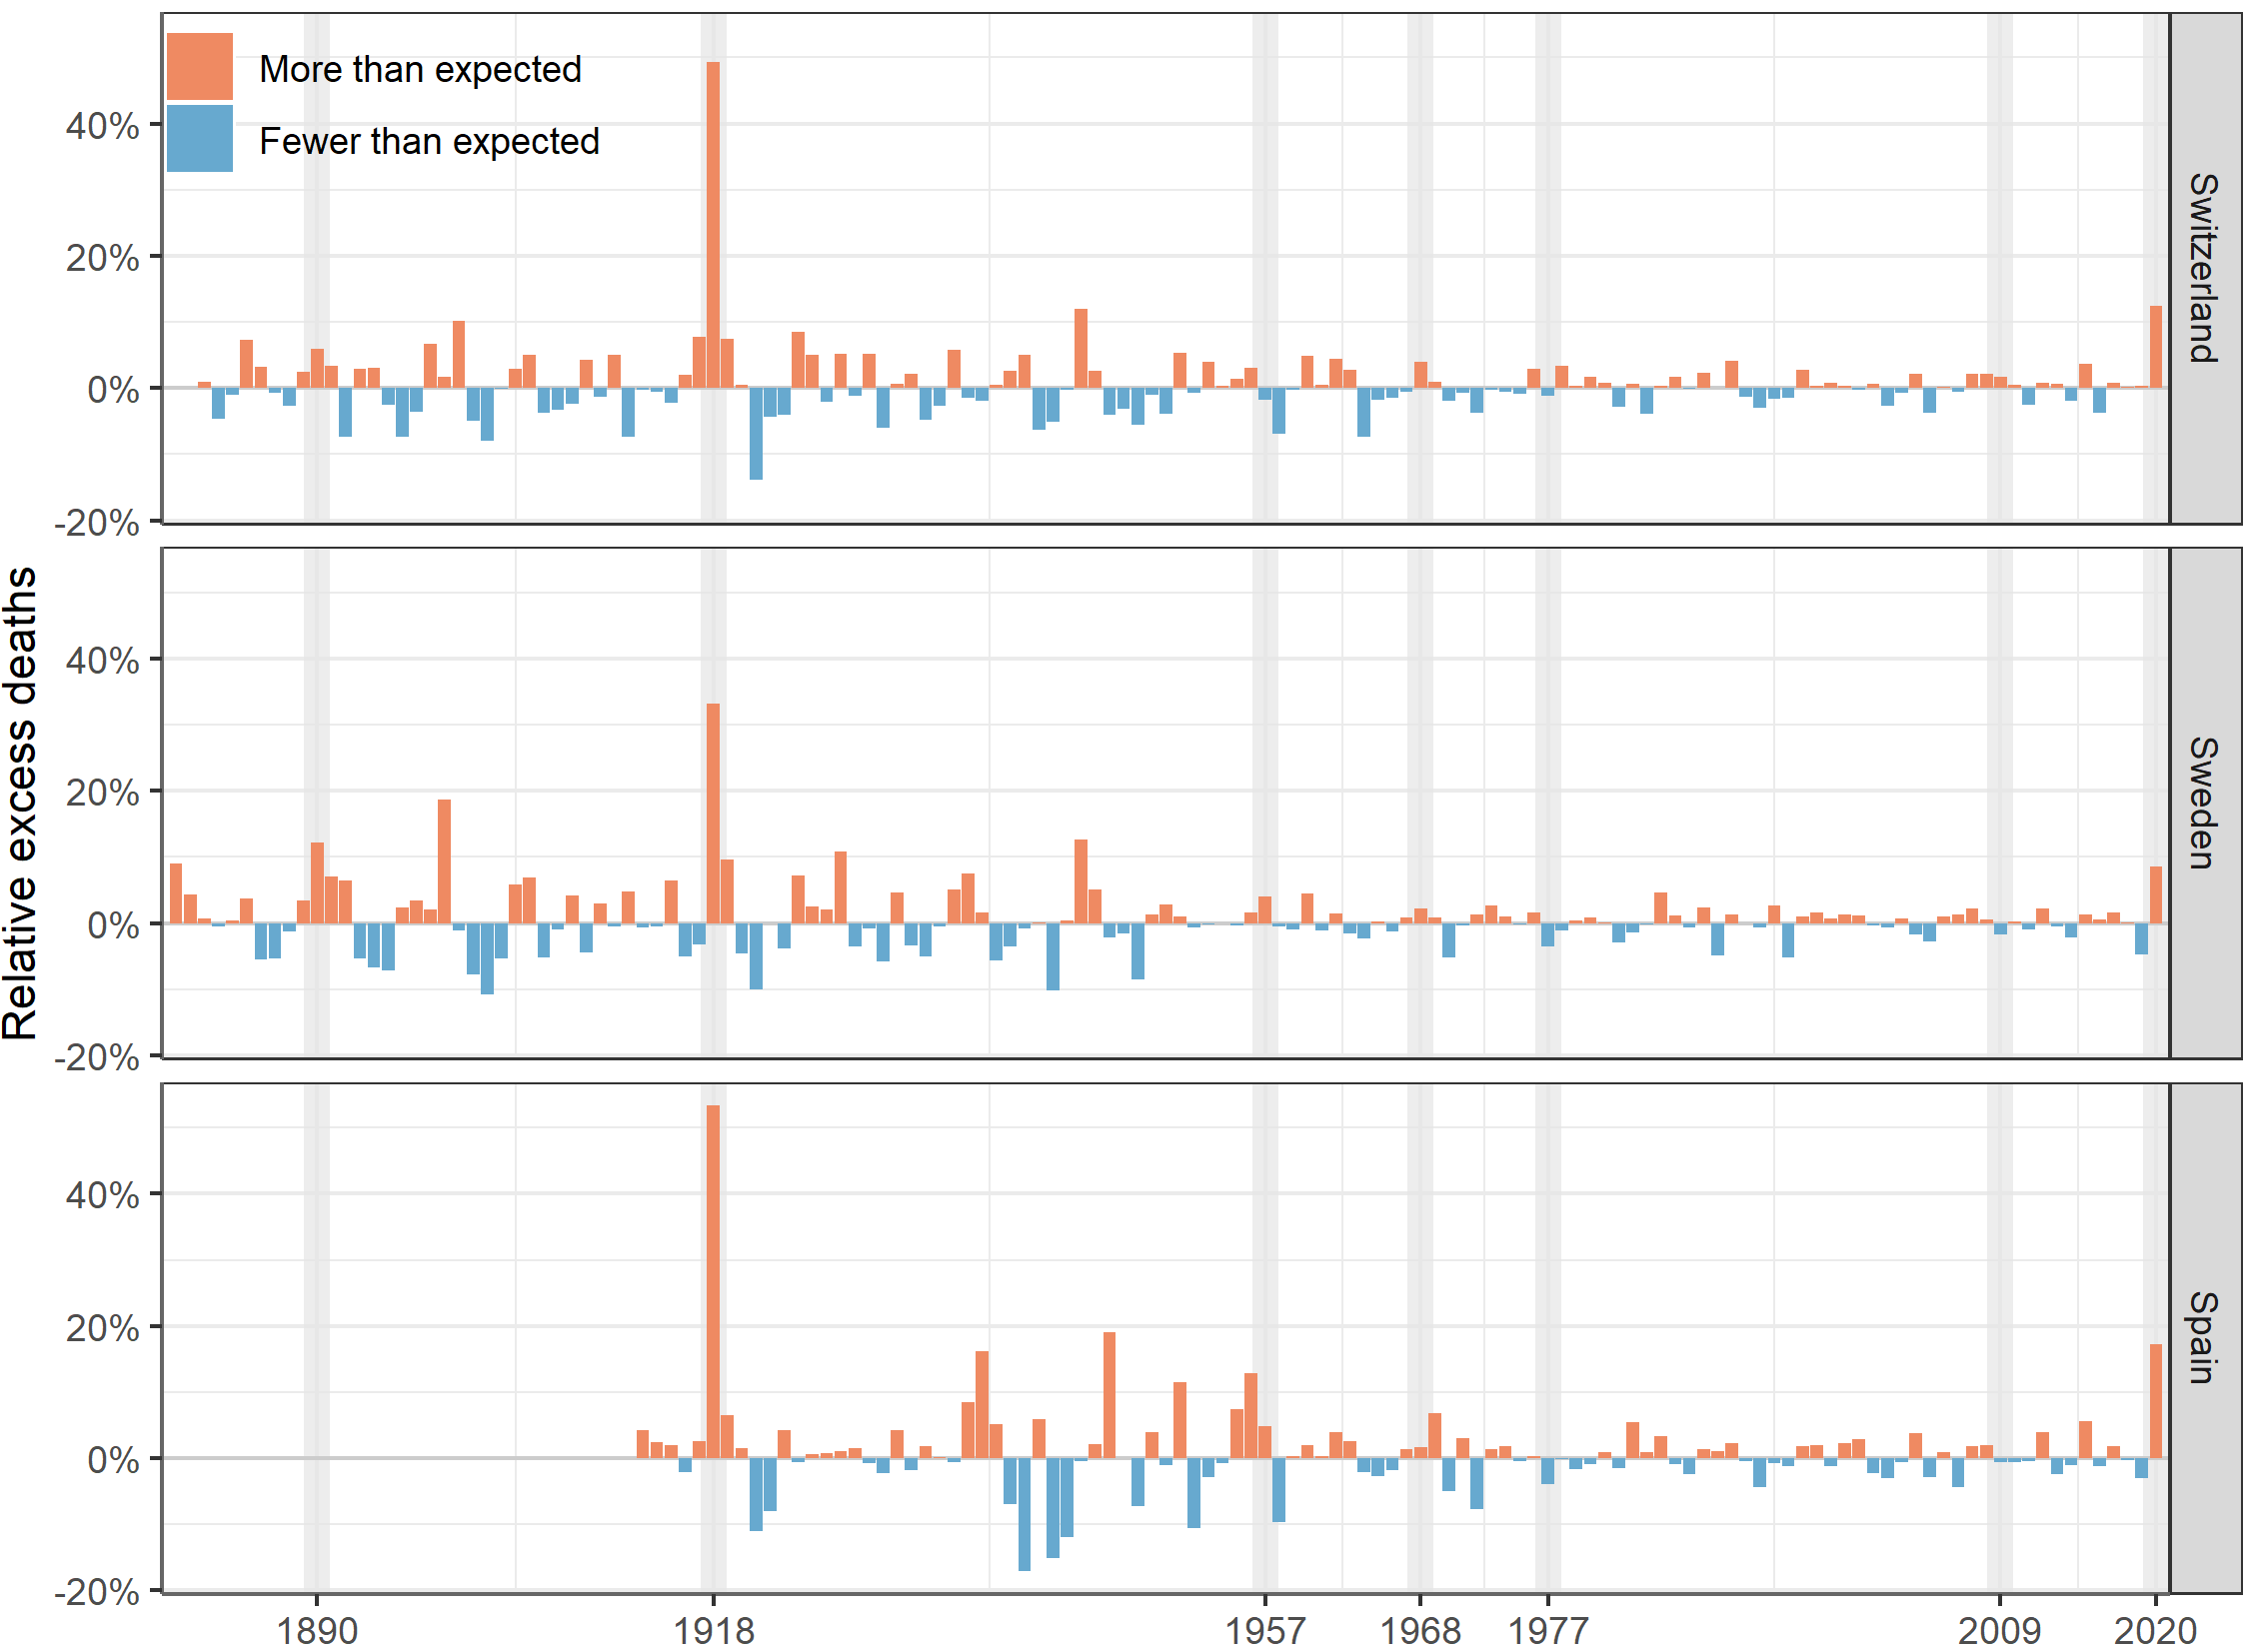 More than expected
Fewer than expected
40%
20%
0%
-20%
Switzerland
Relative excess deaths
40%
20%
0%
-20%
Sweden
40%
20%
0%
-20%
Spain
1890 1918 1957 1968 1977 2009 2020